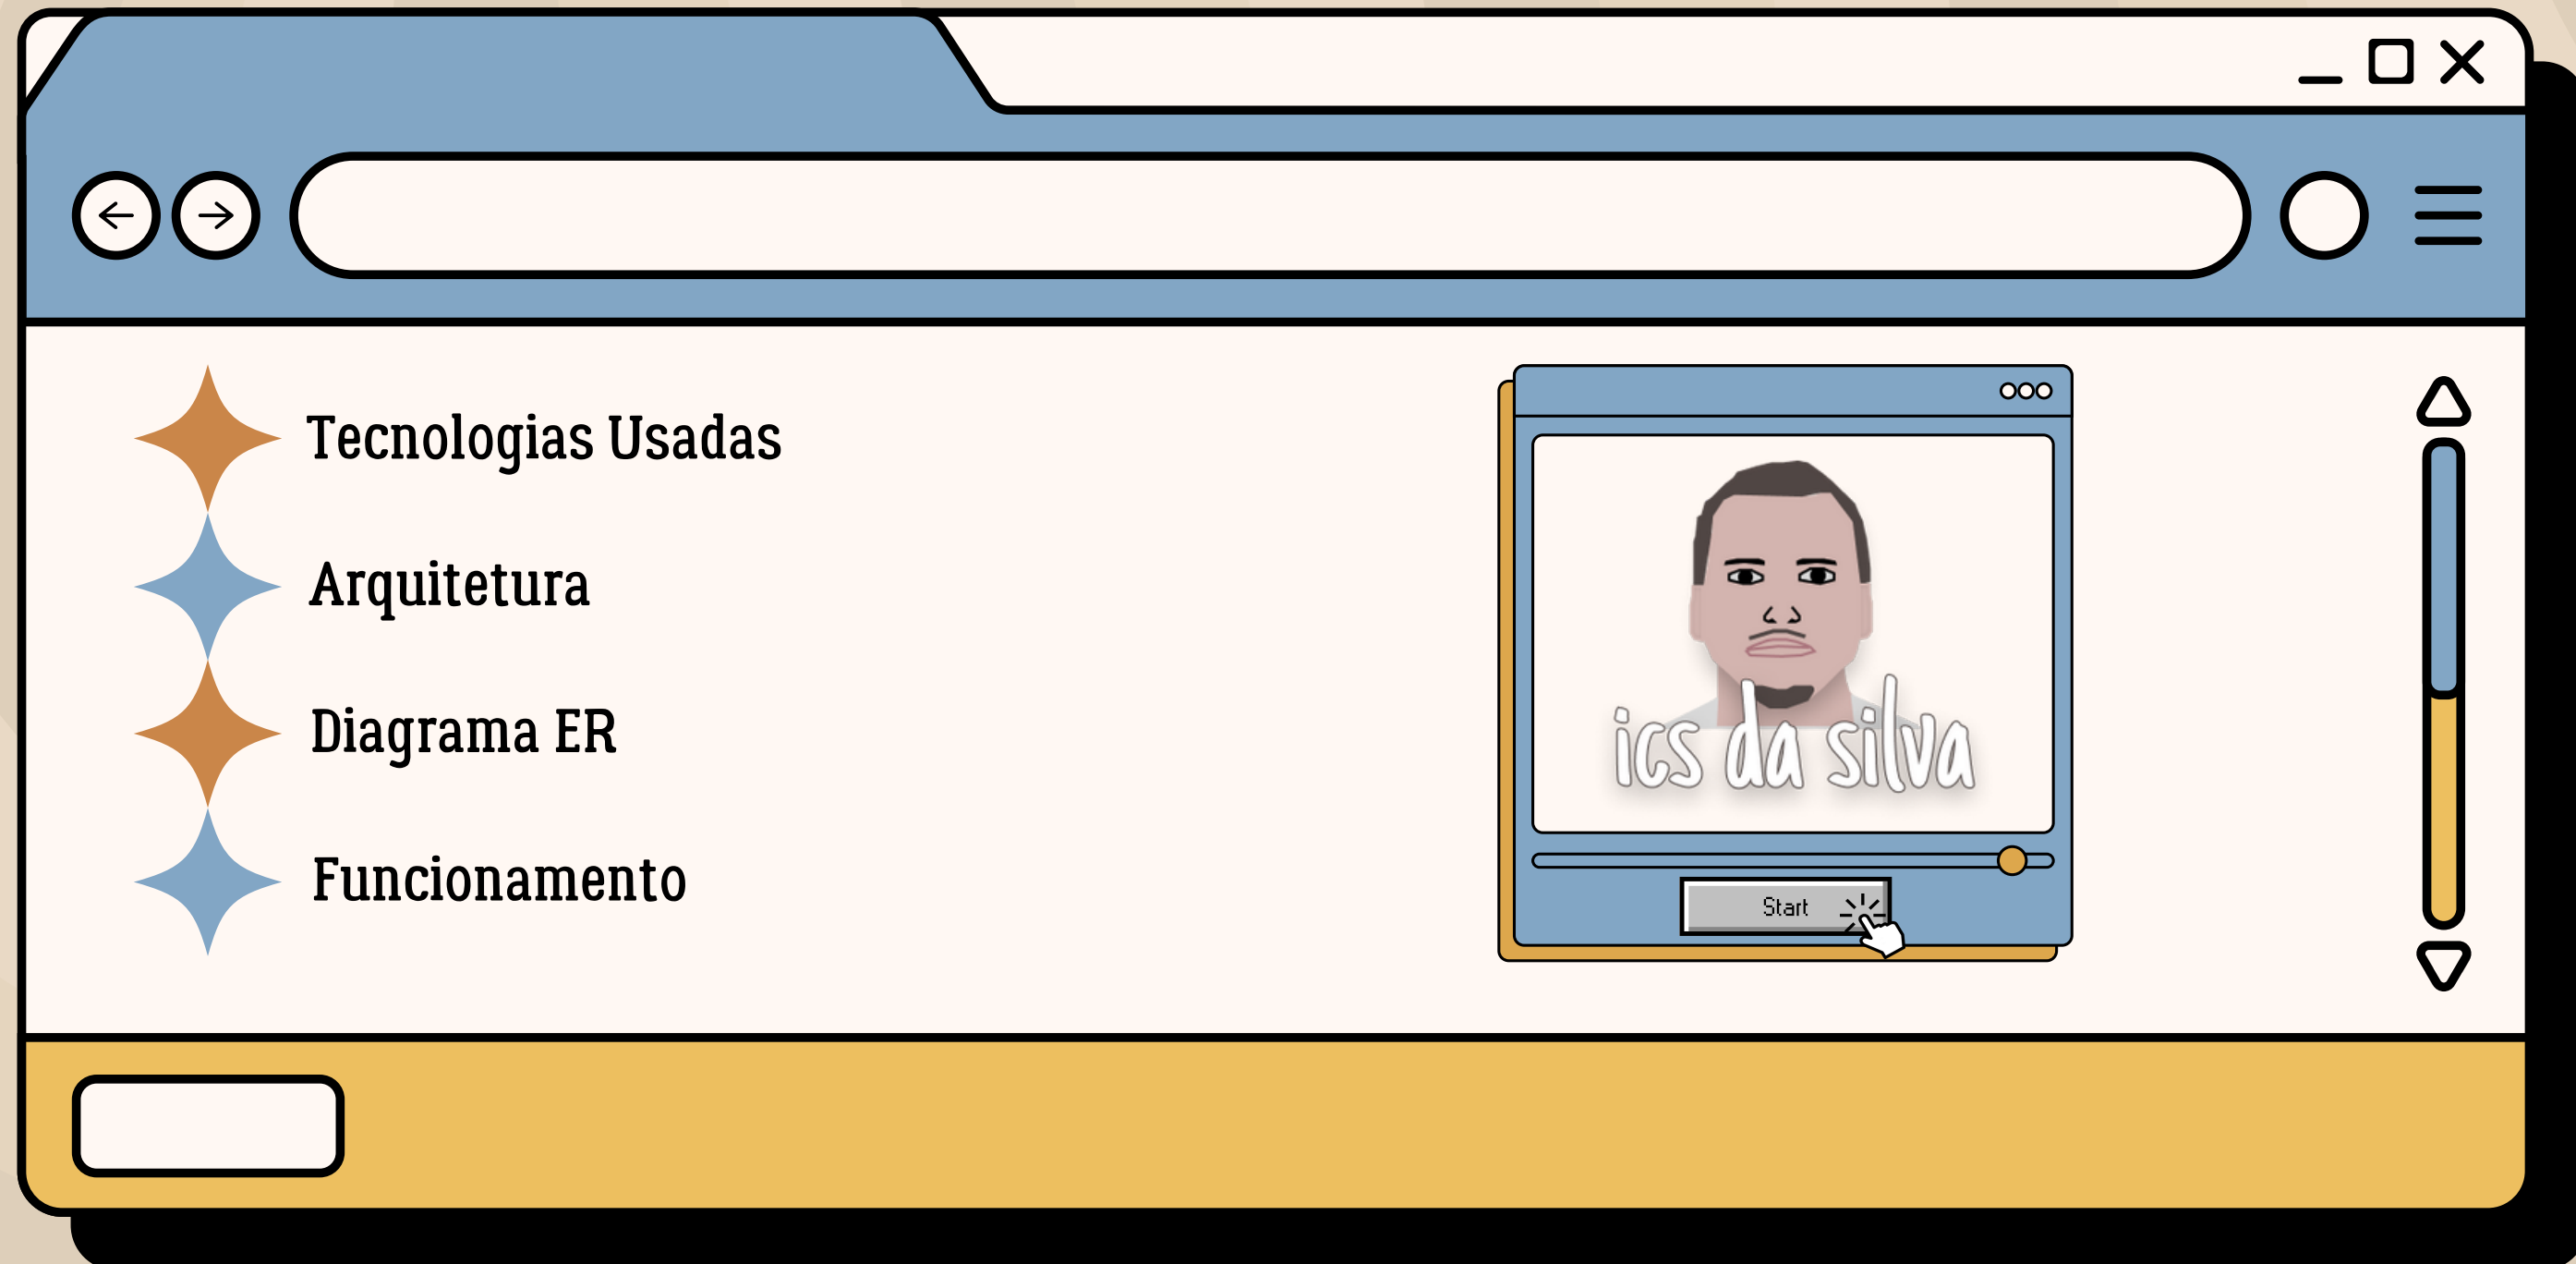 Tecnologias Usadas
Arquitetura
Diagrama ER
Funcionamento
ics da silva
Start